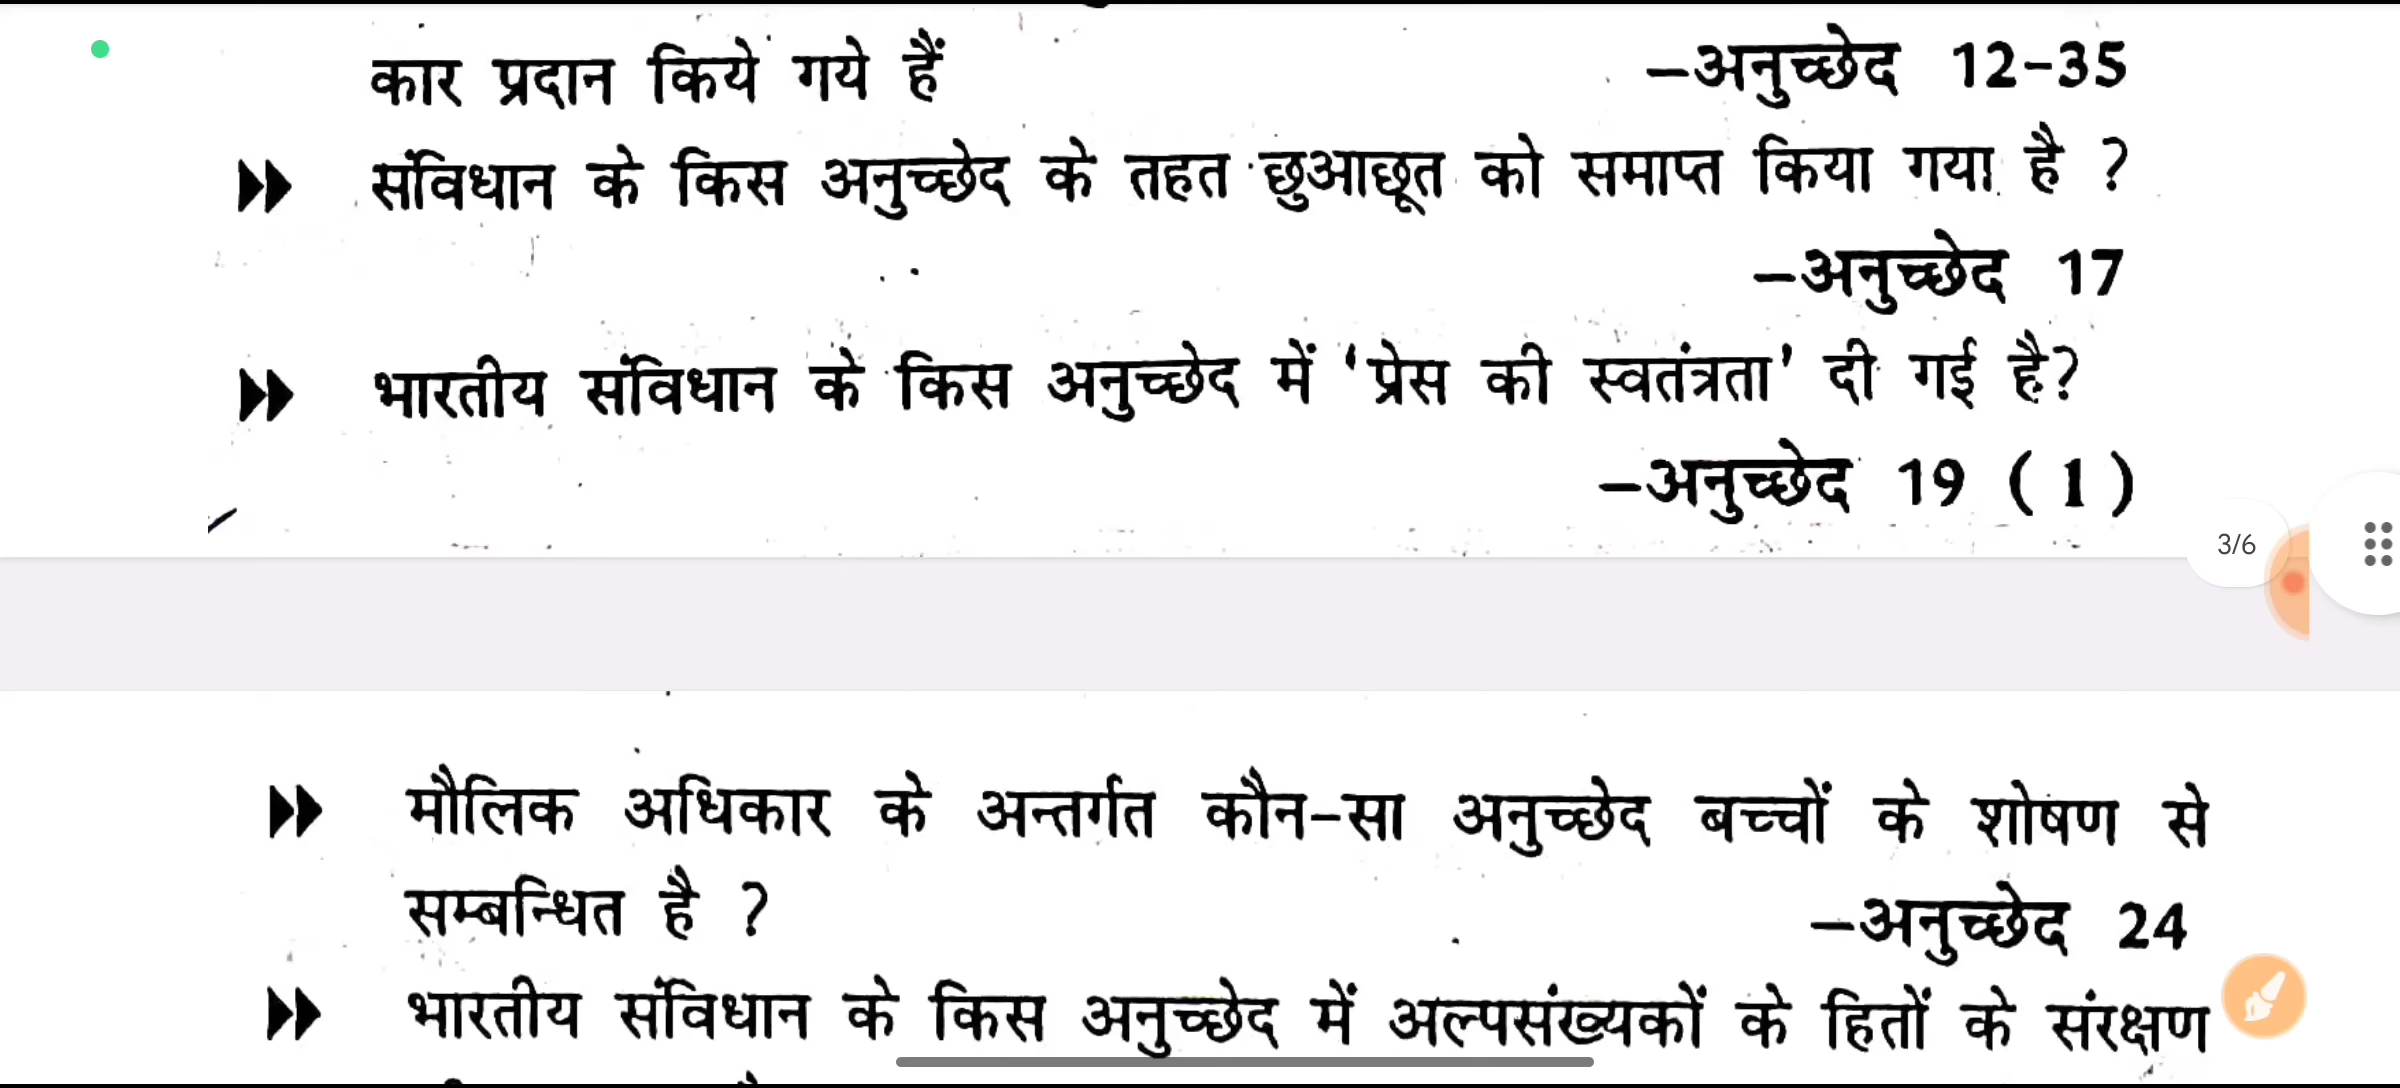 कार प्रदान किये गये हैं –अनुच्छेद 12-35
संविधान के किस अनुच्छेद के तहत छुआछूत को समाप्त किया गया है ?
–अनुच्छेद 17
भारतीय संविधान के किस अनुच्छेद में ‘प्रेस की स्वतंत्रता’ दी गई है?
–अनुच्छेद 19 ( 1 )
3/6
मौलिक अधिकार के अन्तर्गत कौन-सा अनुच्छेद बच्चों के शोषण से
सम्बन्धित है ? –अनुच्छेद 24
भारतीय संविधान के किस अनुच्छेद में अल्पसंख्यकों के हितों के संरक्षण